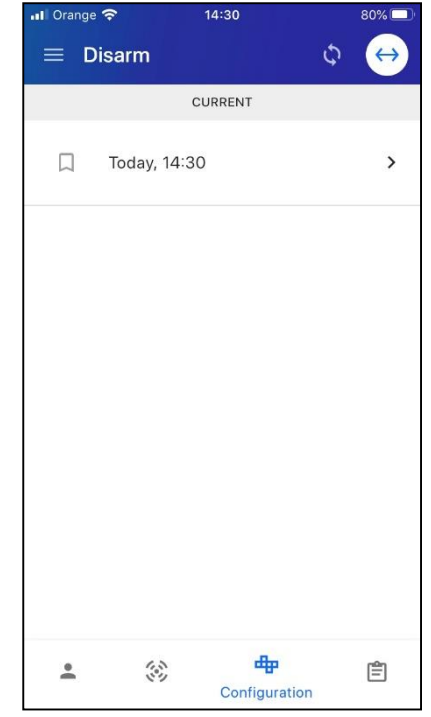 Orange 14:30 80%
Disarm
CURRENT
Today, 14:30
Configuration